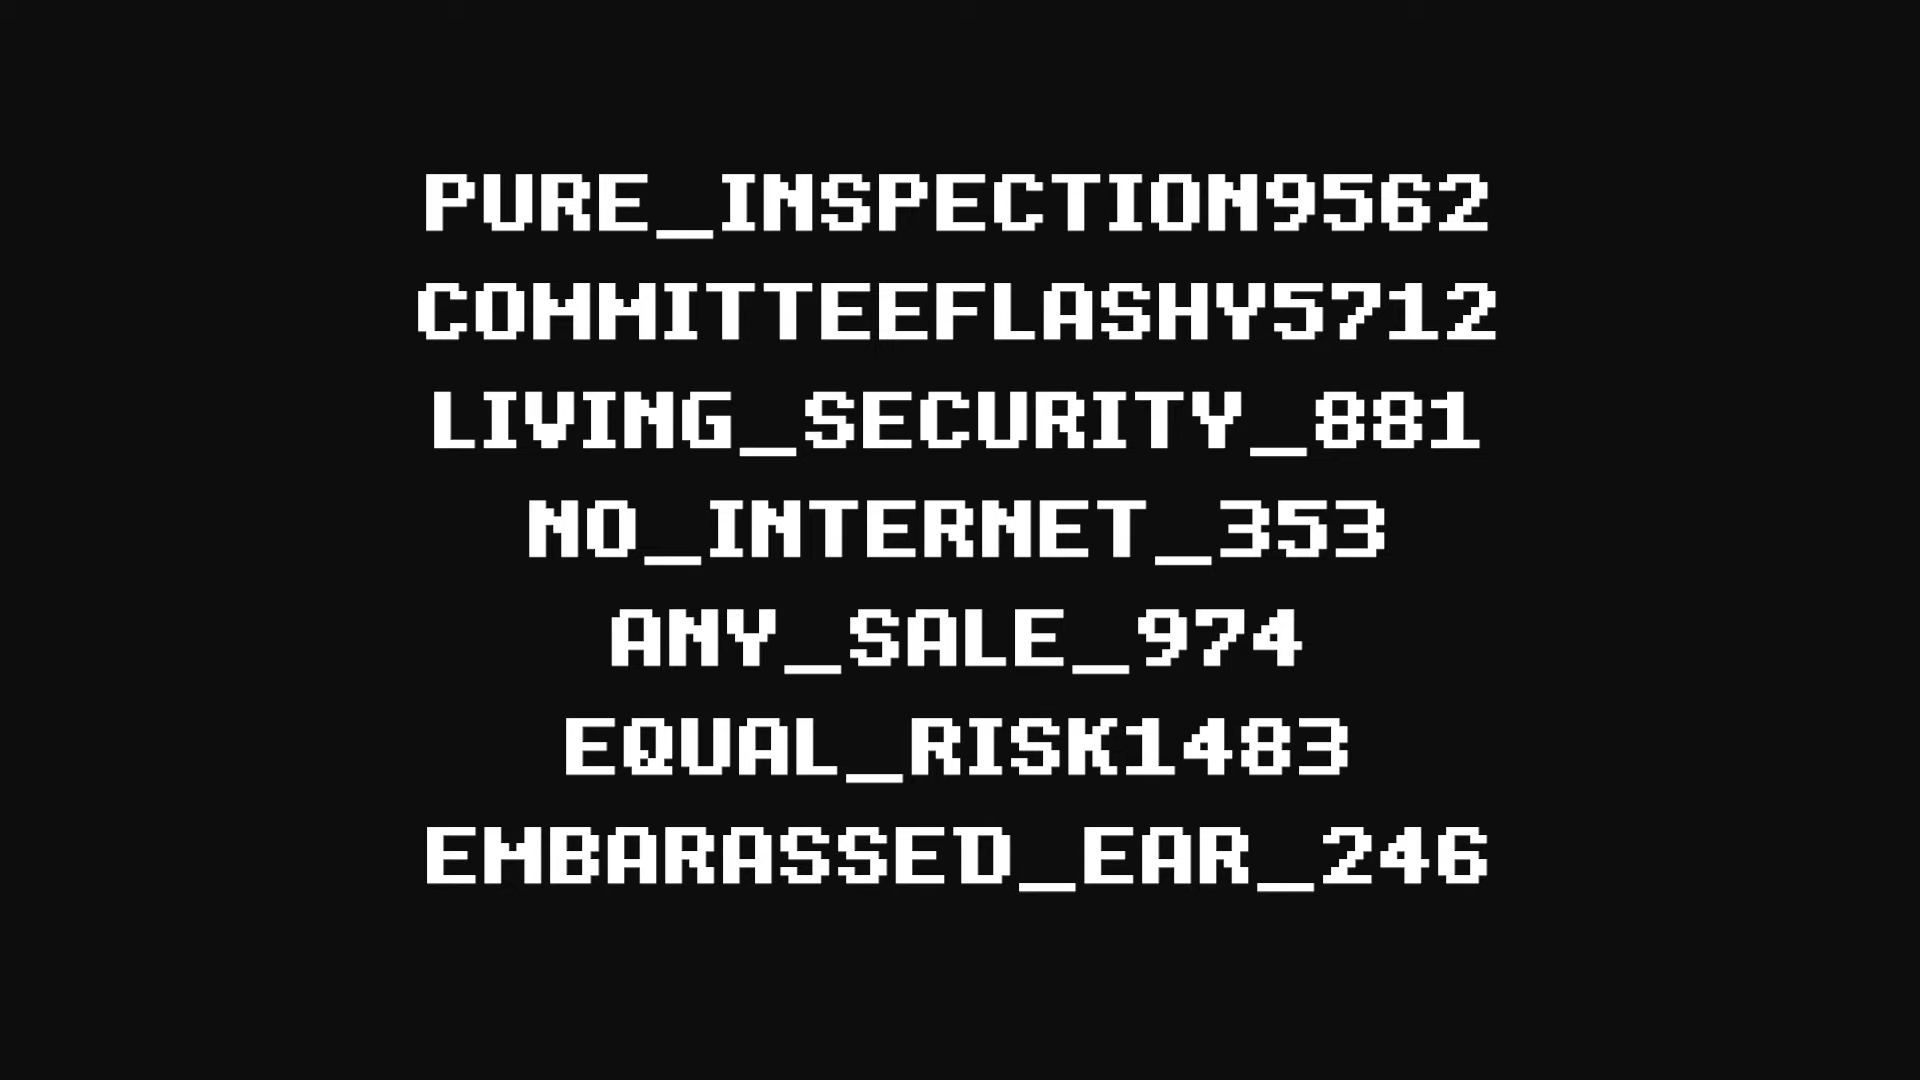 PURE_INSPECTION9562
COMMITTEEFLASHY5712
LIVING_SECURITY_881
NO_INTERNET_353
ANY_SALE_974
EQUAL_RISK1483
EMBARASSED_EAR_246